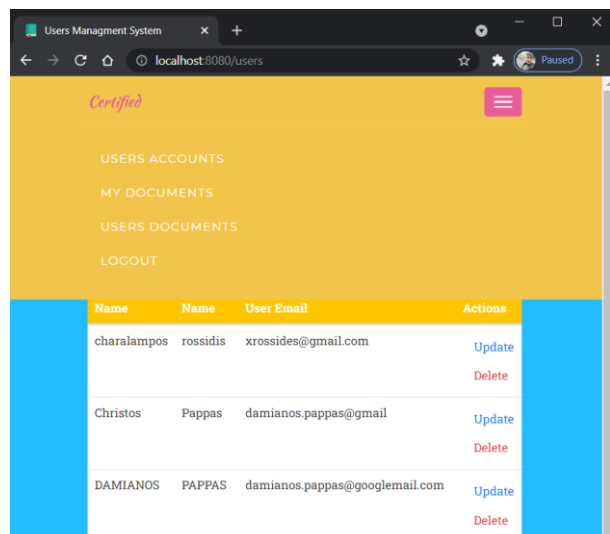 Users Managment System
localhost:8080/users
Paused
Certified
USERS ACCOUNTS
MY DOCUMENTS
USERS DOCUMENTS
LOGOUT
Name Name User Email Actions
charalampos rossidis xrossides@gmail.com Update
Delete
Christos Pappas damianos.pappas@gmail Update
Delete
DAMIANOS PAPPAS damianos.pappas@googlemail.com Update
Delete